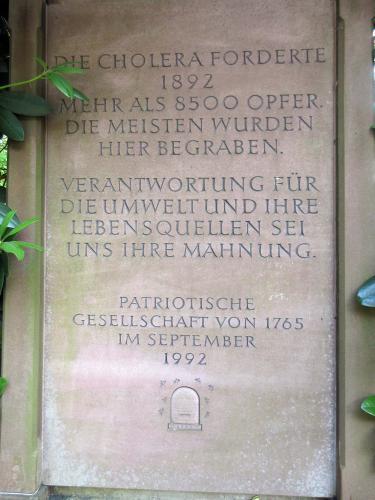 DIE CHOLERA FORDERTE
1892
MEHR ALS 8500 OPFER.
DIE MEISTEN WURDEN
HIER BEGRABEN.
VERANTWORTUNG FÜR
DIE UMWELT UND IHRE
LEBENSQUELLEN SEI
UNS IHRE MAHNUNG.
PATRIOTISCHE
GESELLSCHAFT VON 1765
IM SEPTEMBER
1992